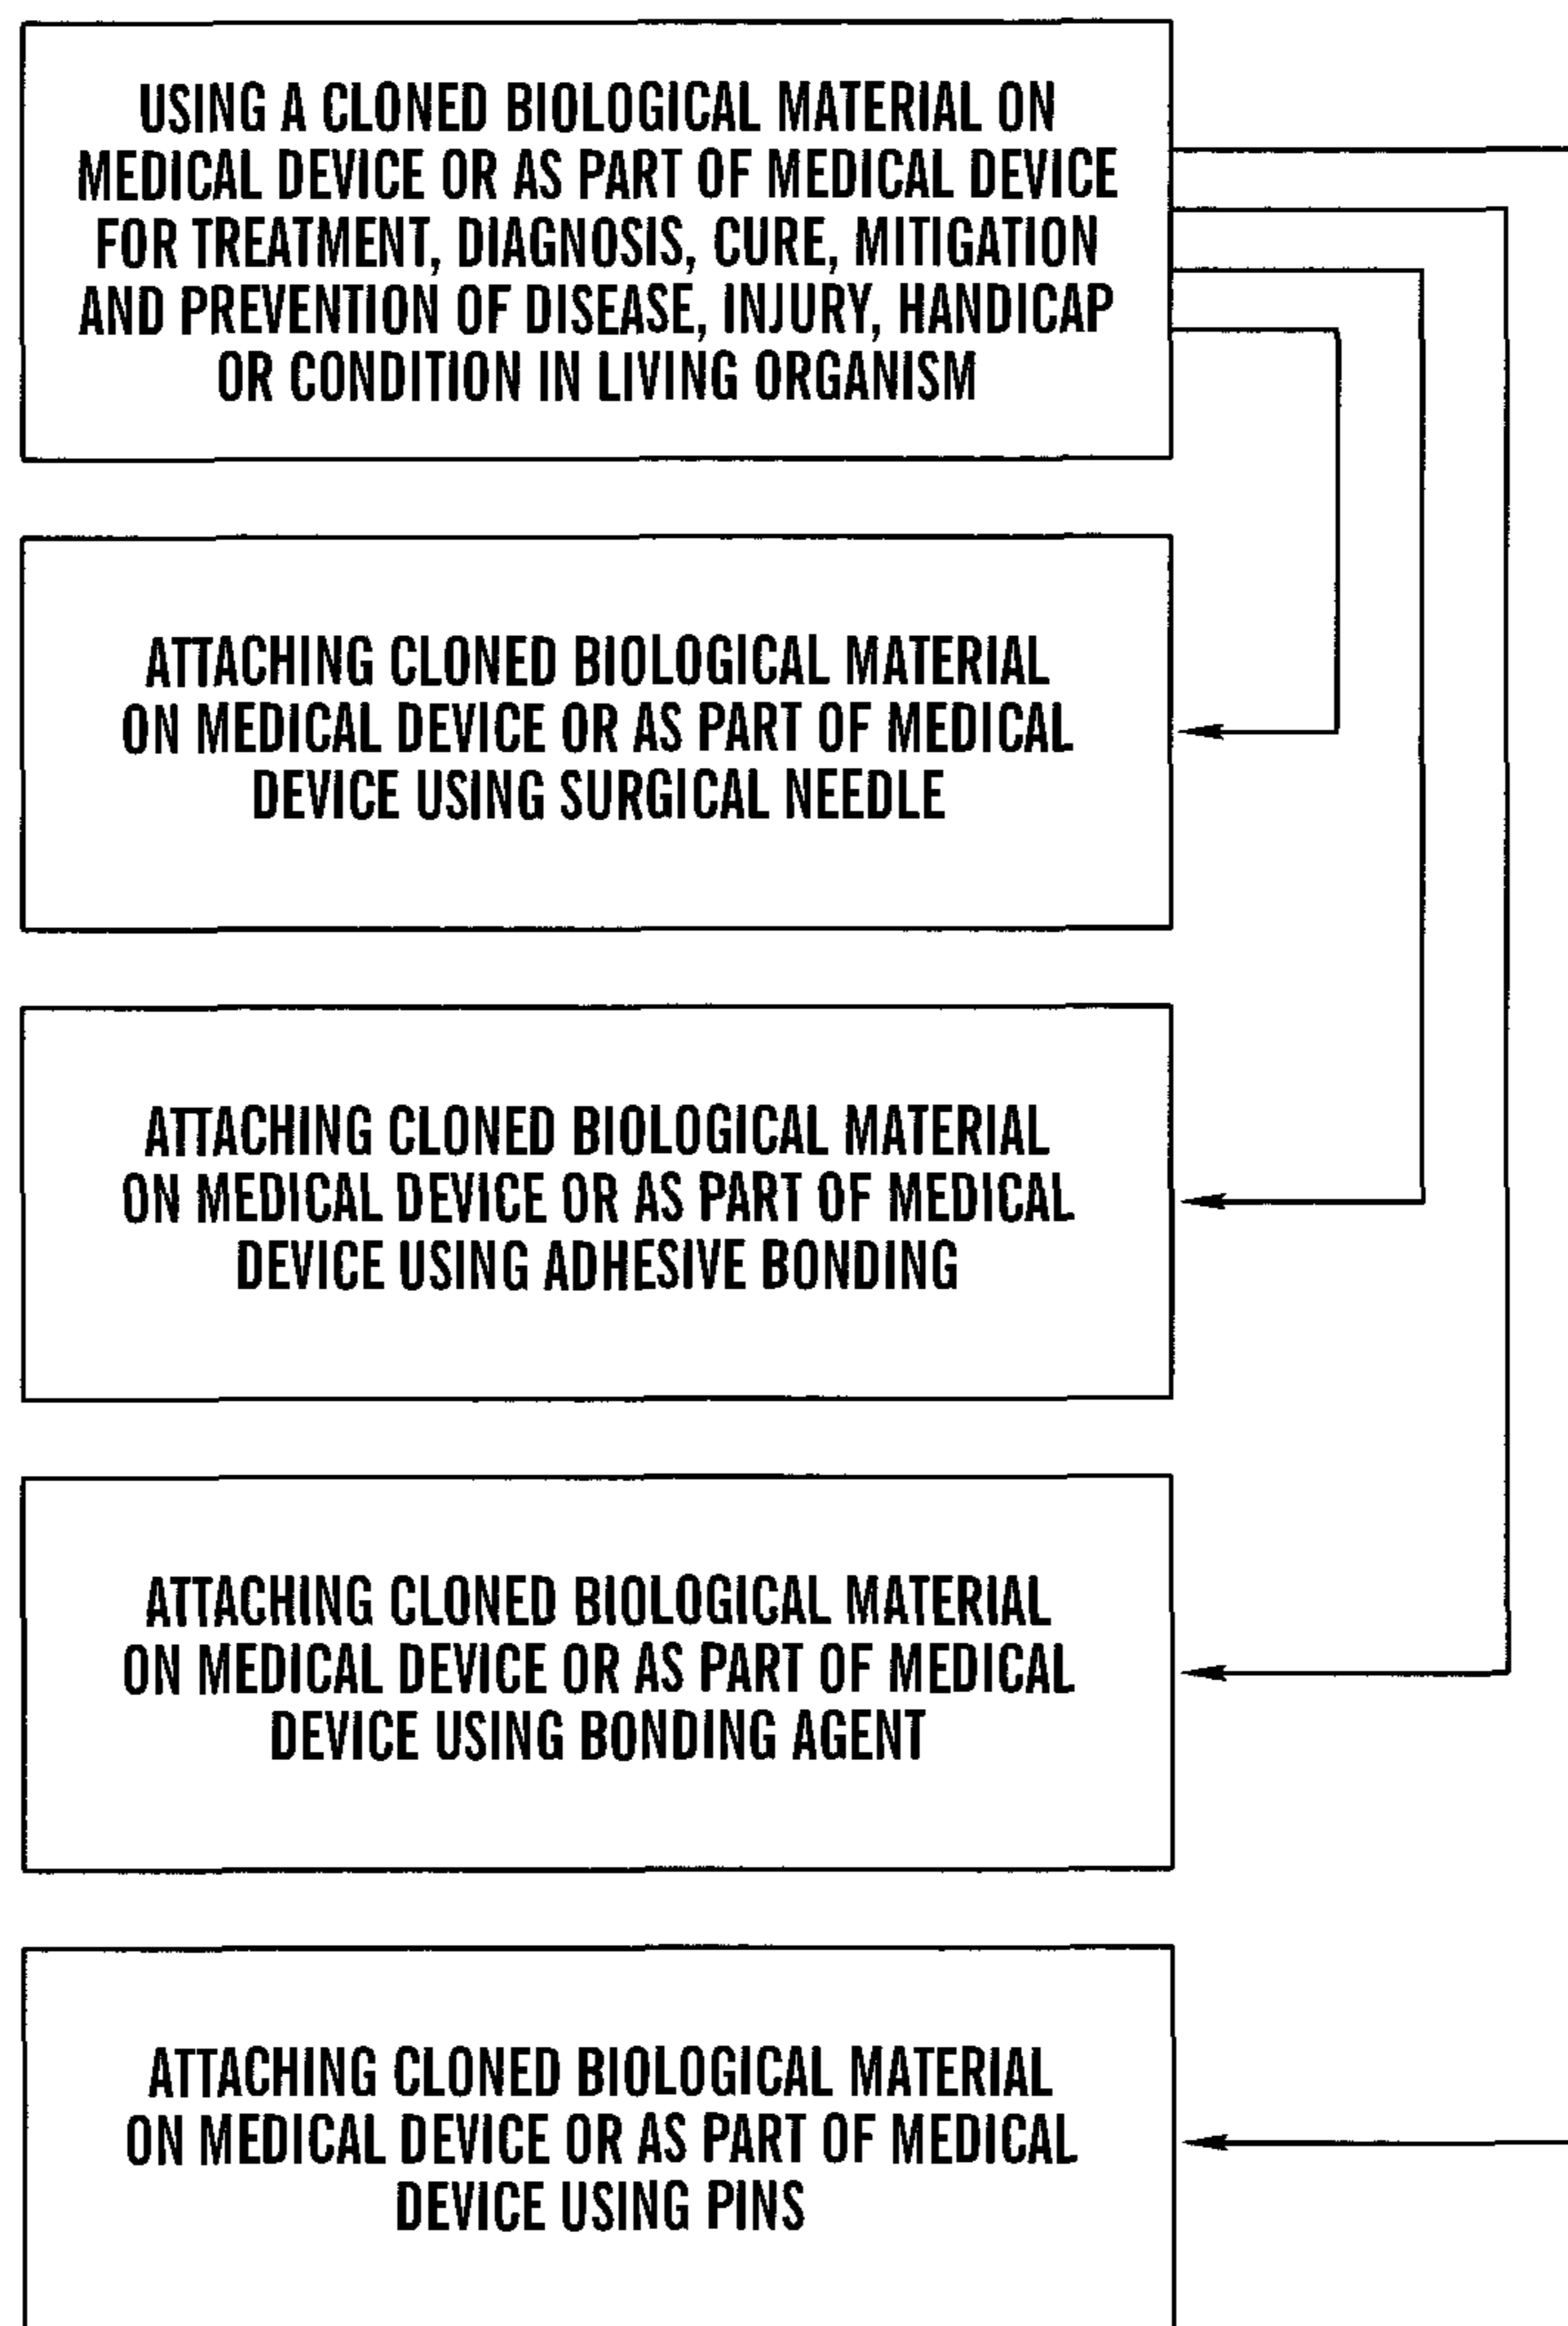 USING A CLONED BIOLOGICAL MATERIAL ON
MEDICAL DEVICE OR AS PART OF MEDICAL DEVICE
FOR TREATMENT, DIAGNOSIS, CURE, MITIGATION
AND PREVENTION OF DISEASE, INJURY, HANDICAP
OR CONDITION IN LIVING ORGANISM
ATTACHING CLONED BIOLOGICAL MATERIAL
ON MEDICAL DEVICE OR AS PART OF MEDICAL
DEVICE USING SURGICAL NEEDLE
ATTACHING CLONED BIOLOGICAL MATERIAL
ON MEDICAL DEVICE OR AS PART OF MEDICAL
DEVICE USING ADHESIVE BONDING
ATTACHING CLONED BIOLOGICAL MATERIAL
ON MEDICAL DEVICE OR AS PART OF MEDICAL
DEVICE USING BONDING AGENT
ATTACHING CLONED BIOLOGICAL MATERIAL
ON MEDICAL DEVICE OR AS PART OF MEDICAL
DEVICE USING PINS